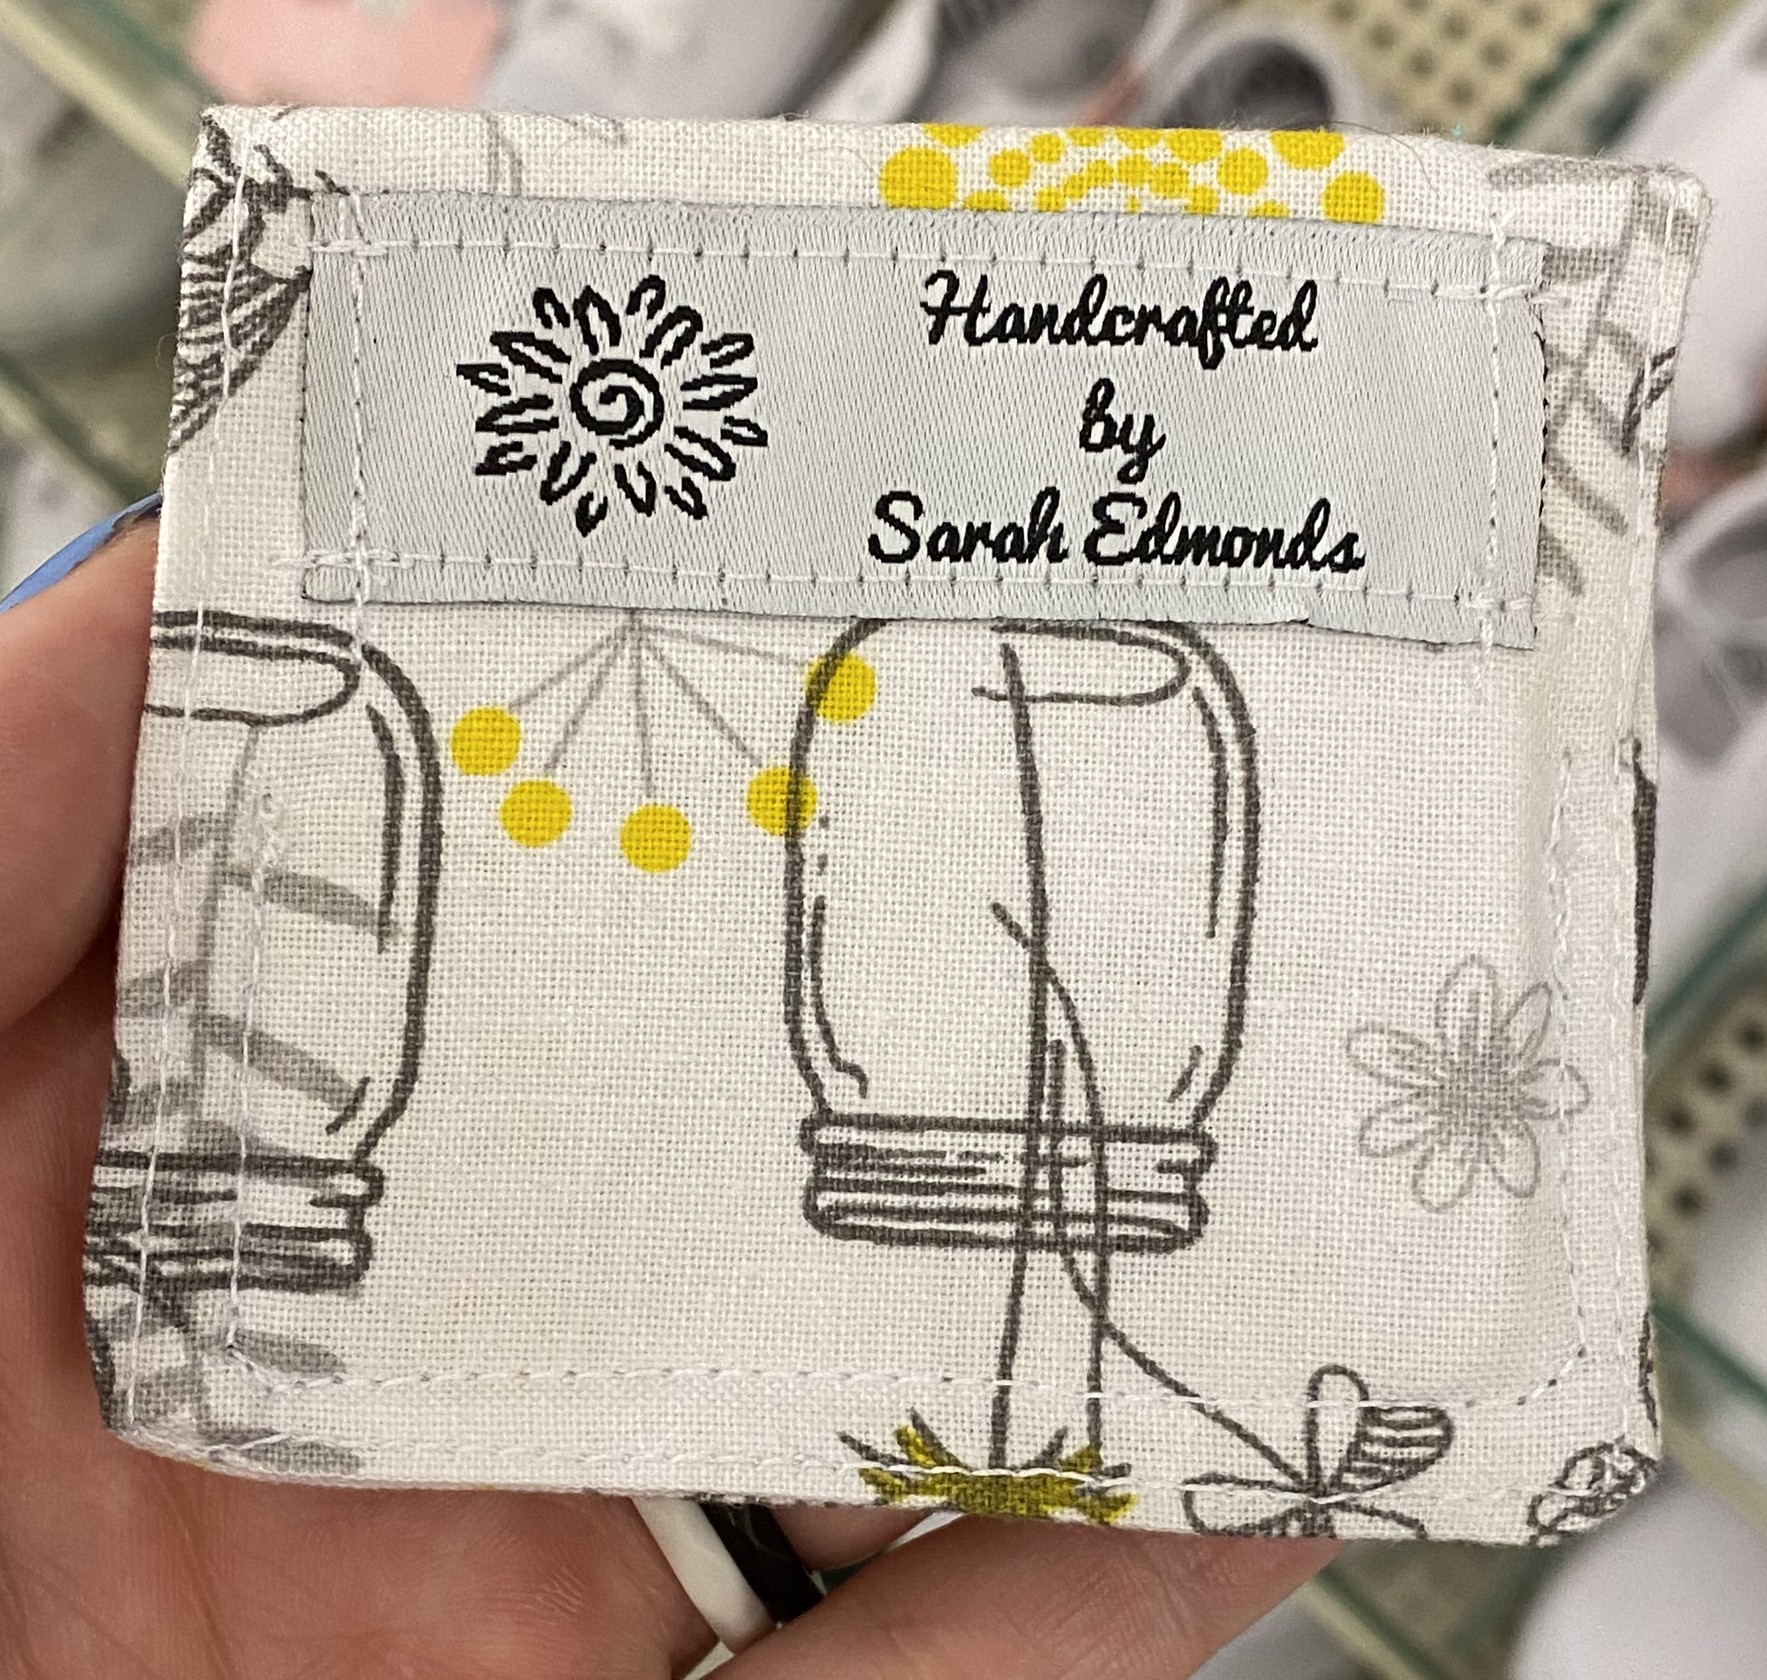 Handcrafted
by
Sarah Edmonds